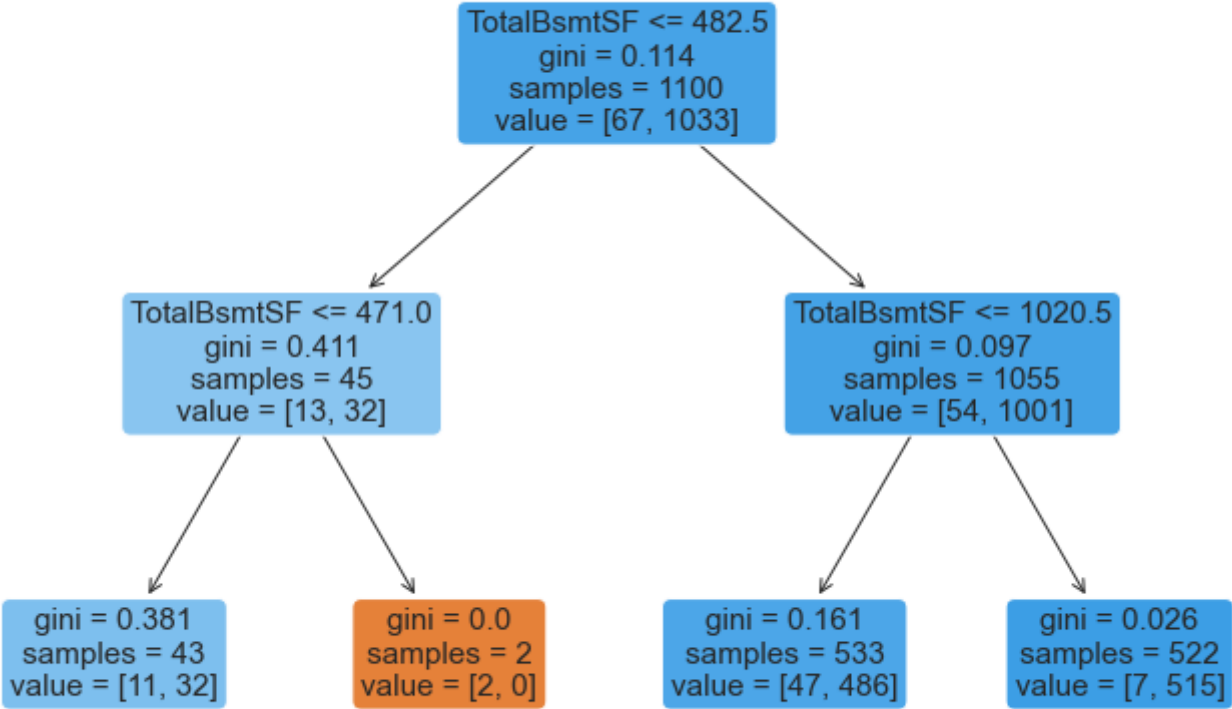 TotalBsmtSF <= 482.5
gini = 0.114
samples = 1100
value = [67, 1033]
TotalBsmtSF <= 471.0
gini = 0.411
samples = 45
value = [13, 32]
TotalBsmtSF <= 1020.5
gini = 0.097
samples = 1055
value = [54, 1001]
gini = 0.381
samples = 43
value = [11, 32]
gini = 0.0
samples = 2
value = [2, 0]
gini = 0.161
samples = 533
value = [47, 486]
gini = 0.026
samples = 522
value = [7, 515]